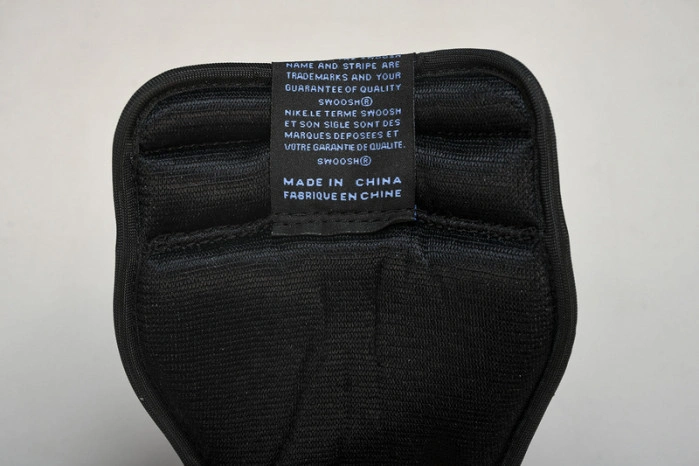 NAME AND STRIPE ARE
TRADEMARKS AND YOUR
GUARANTEE OF QUALITY
SWOOSH®
NIKE.LE TERME SWOOSH
ET SON SIGLE SONT DES
MARQUES DEPOSEES ET
VOTRE GARANTIE DE QUALITE.
SWOOSH®
MADE IN CHINA
FABRIQUE EN CHINE